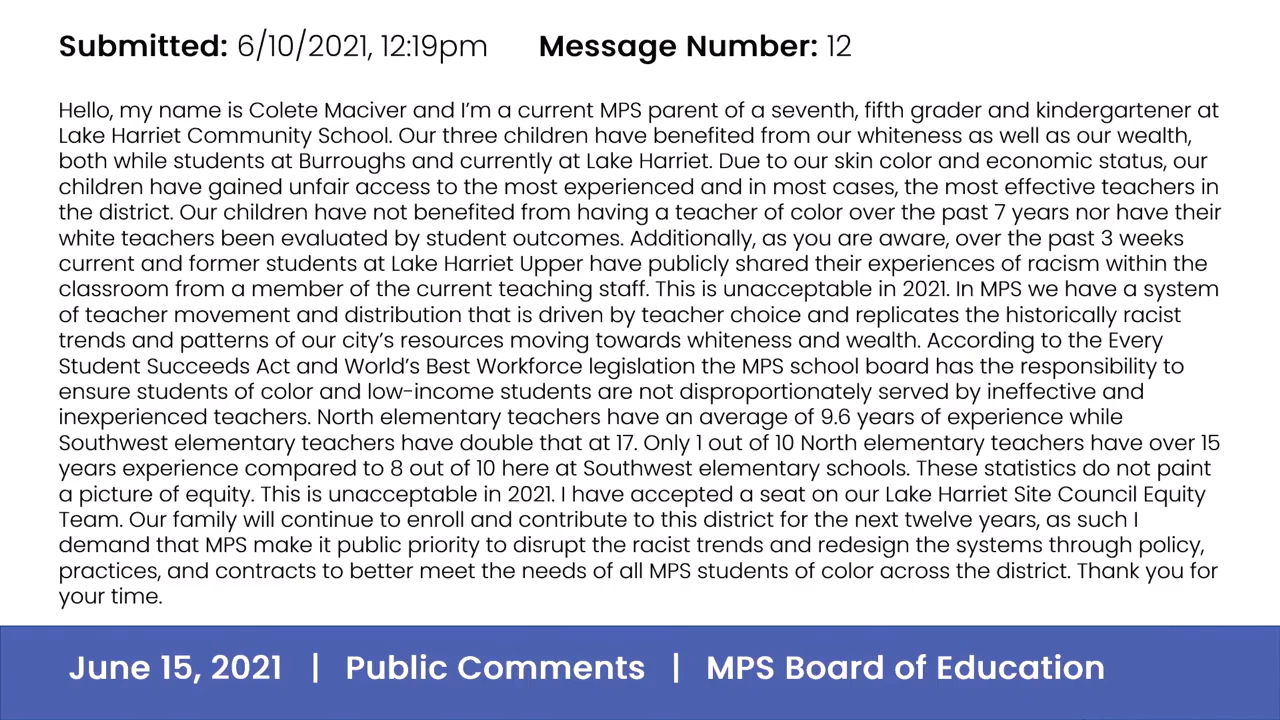 Submitted: 6/10/2021, 12:19pm Message Number: 12
Hello, my name is Colete Maciver and I'm a current MPS parent of a seventh, fifth grader and kindergartener at
Lake Harriet Community School. Our three children have benefited from our whiteness as well as our wealth,
both while students at Burroughs and currently at Lake Harriet. Due to our skin color and economic status, our
children have gained unfair access to the most experienced and in most cases, the most effective teachers in
the district. Our children have not benefited from having a teacher of color over the past 7 years nor have their
white teachers been evaluated by student outcomes. Additionally, as you are aware, over the past 3 weeks
current and former students at Lake Harriet Upper have publicly shared their experiences of racism within the
classroom from a member of the current teaching staff. This is unacceptable in 2021. In MPS we have a system
of teacher movement and distribution that is driven by teacher choice and replicates the historically racist
trends and patterns of our city's resources moving towards whiteness and wealth. According to the Every
Student Succeeds Act and World's Best Workforce legislation the MPS school board has the responsibility to
ensure students of color and low-income students are not disproportionately served by ineffective and
inexperienced teachers. North elementary teachers have an average of 9.6 years of experience while
Southwest elementary teachers have double that at 17. Only 1 out of 10 North elementary teachers have over 15
years experience compared to 8 out of 10 here at Southwest elementary schools. These statistics do not paint
a picture of equity. This is unacceptable in 2021. I have accepted a seat on our Lake Harriet Site Council Equity
Team. Our family will continue to enroll and contribute to this district for the next twelve years, as such I
demand that MPS make it public priority to disrupt the racist trends and redesign the systems through policy,
practices, and contracts to better meet the needs of all MPS students of color across the district. Thank you for
your time.
June 15, 2021 | Public Comments | MPS Board of Education